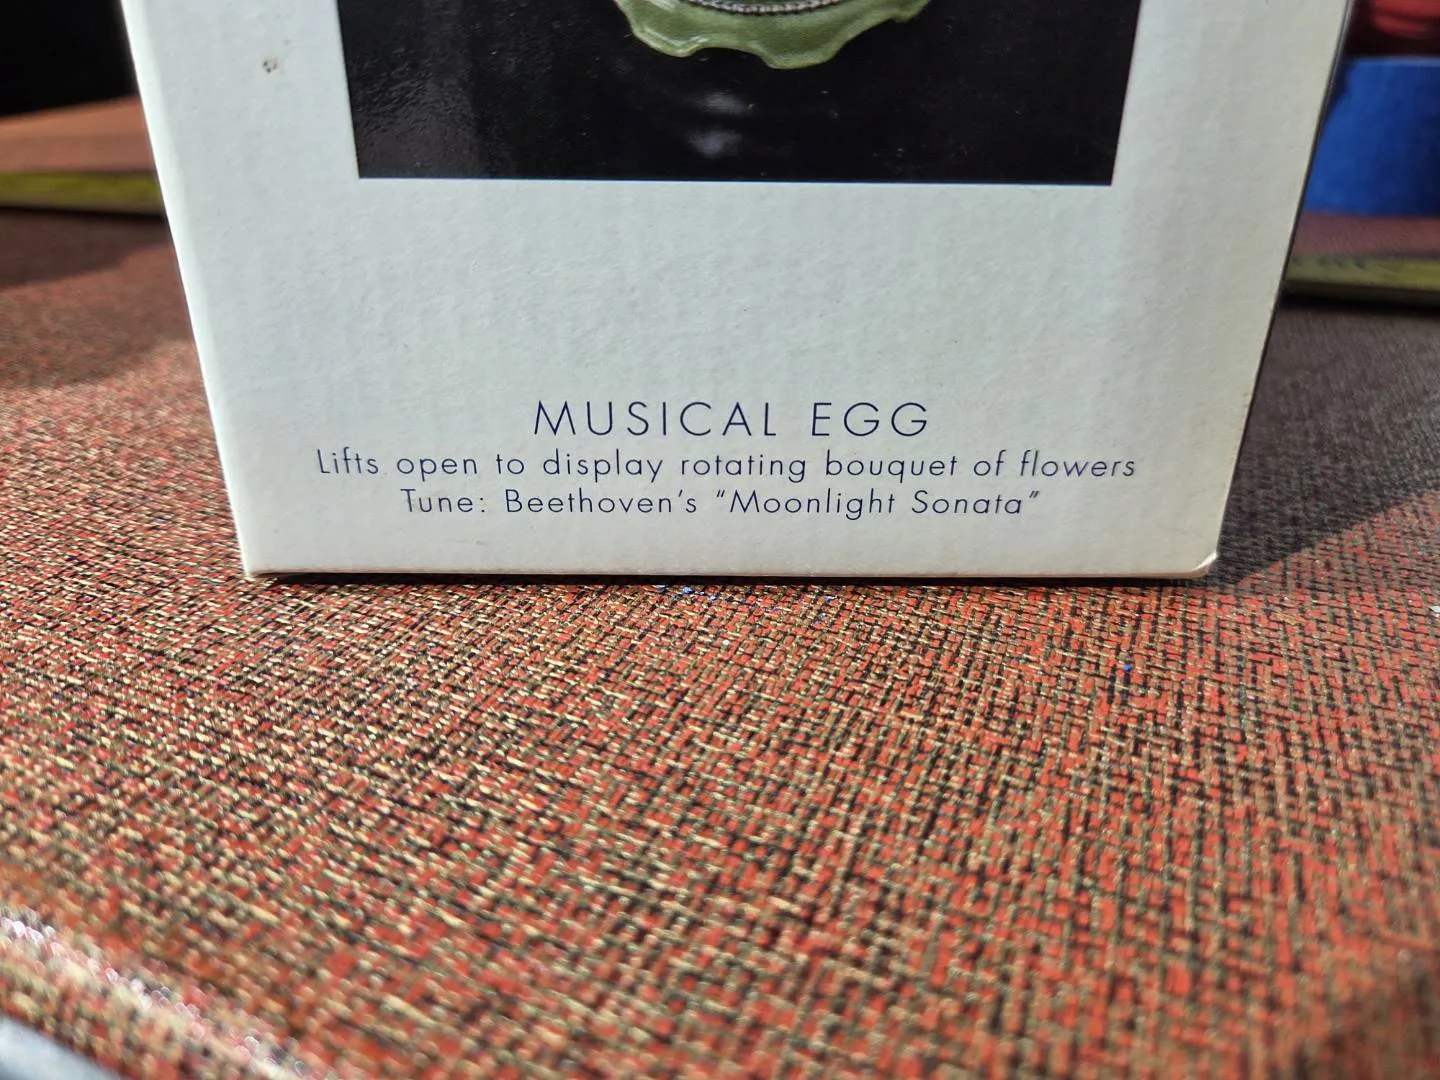 MUSICAL EGG
Lifts open to display rotating bouquet of flowers
Tune: Beethoven's “Moonlight Sonata”